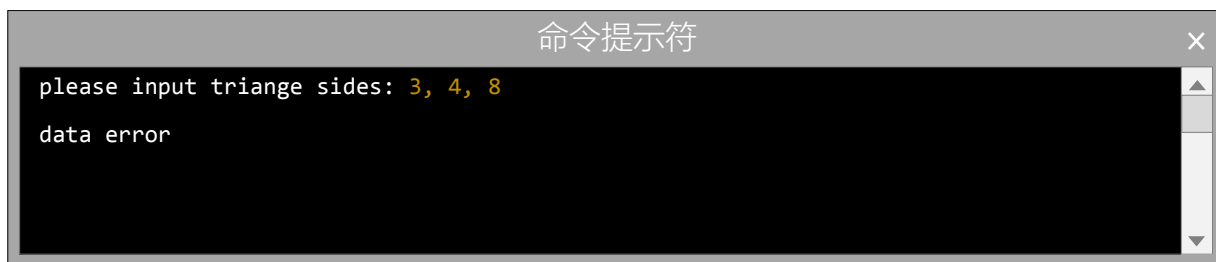 命令提示符
please input triange sides: 3, 4, 8
data error